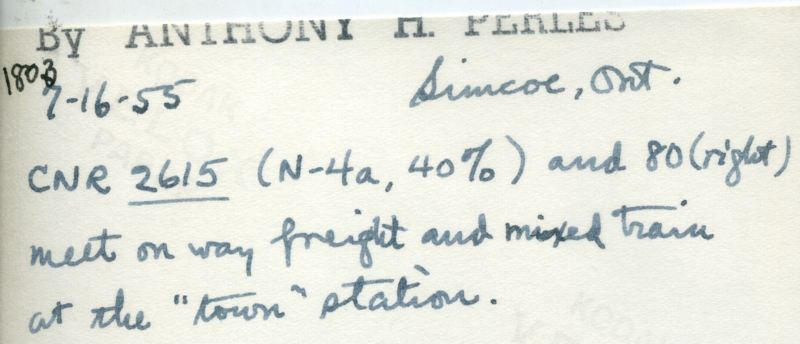 By ANTHONY H. PERLES
1803
7-16-55 Simcoe, Ont.
CNR 2615 (N-4a, 40%) and 80 (right)
meet on way freight and mixed train
at the "town" station.